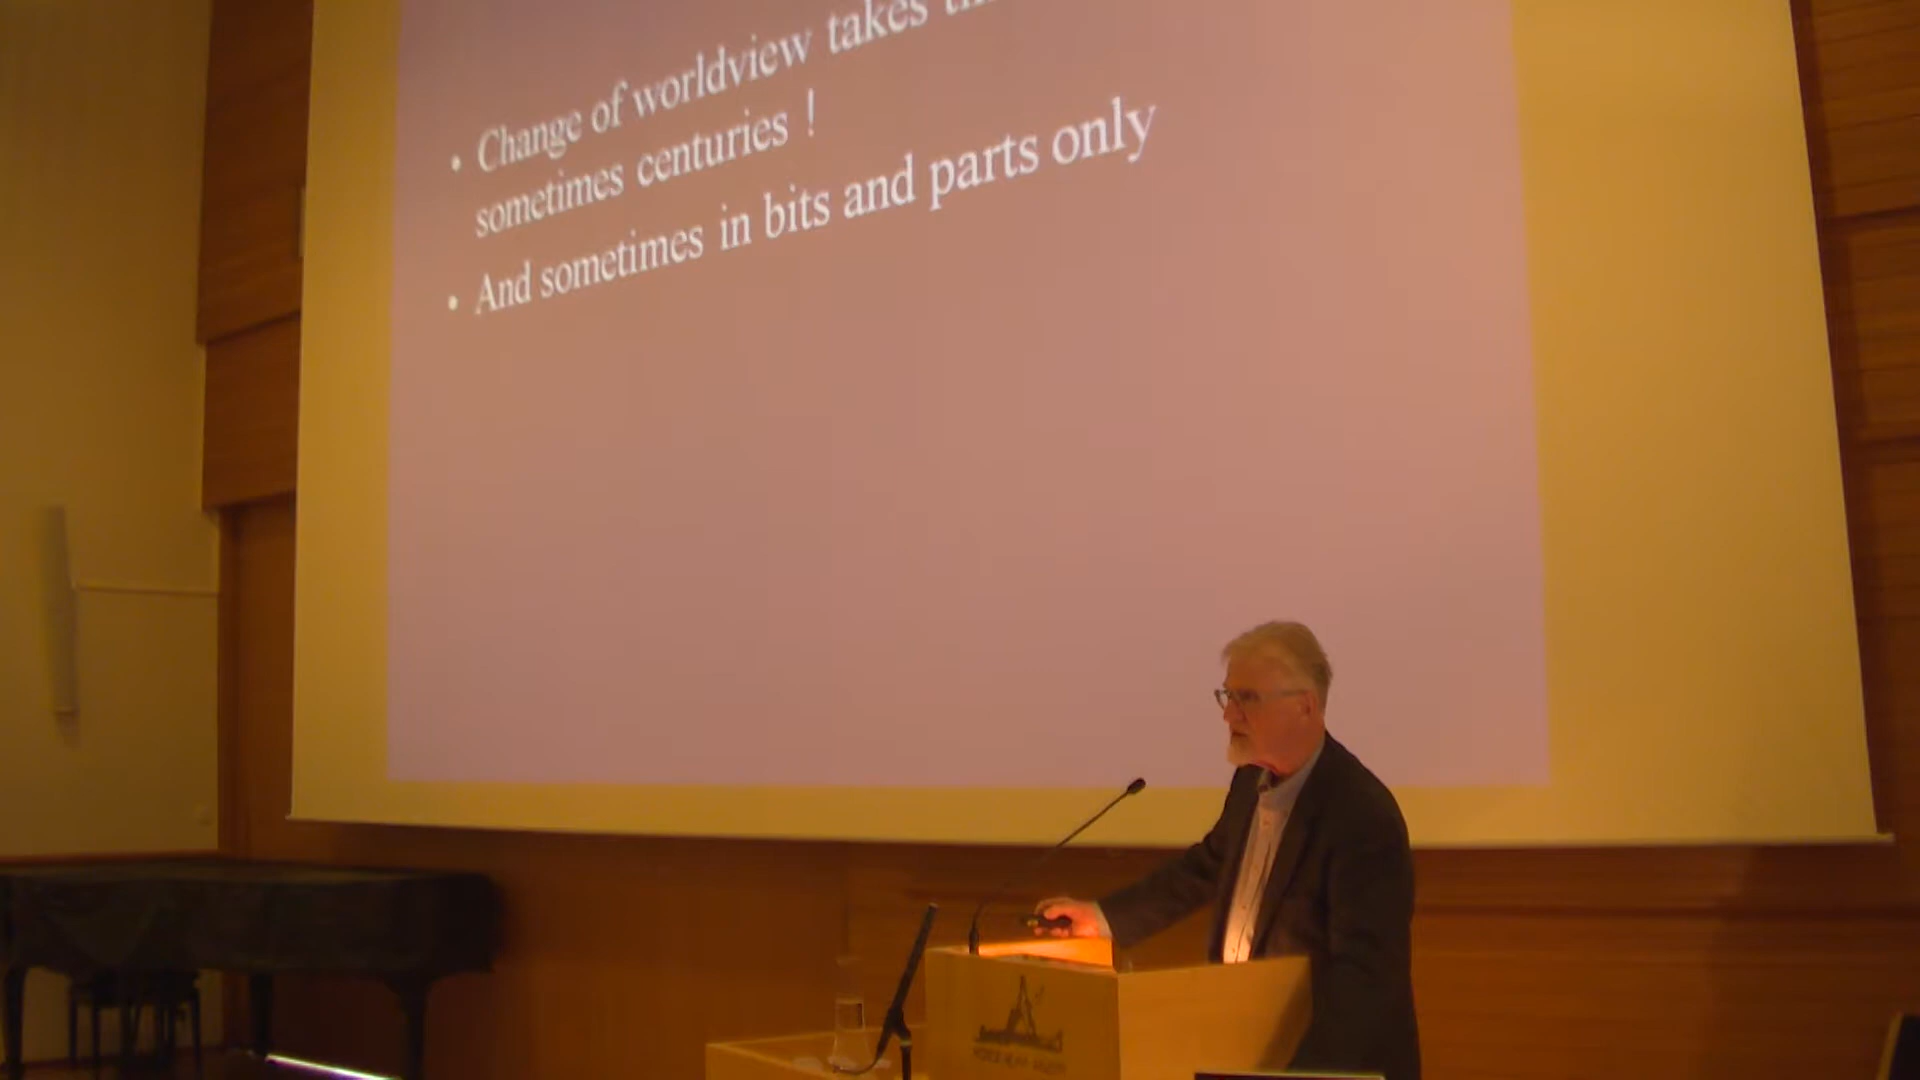 • Change of worldview takes
sometimes centuries !
• And sometimes in bits and parts only